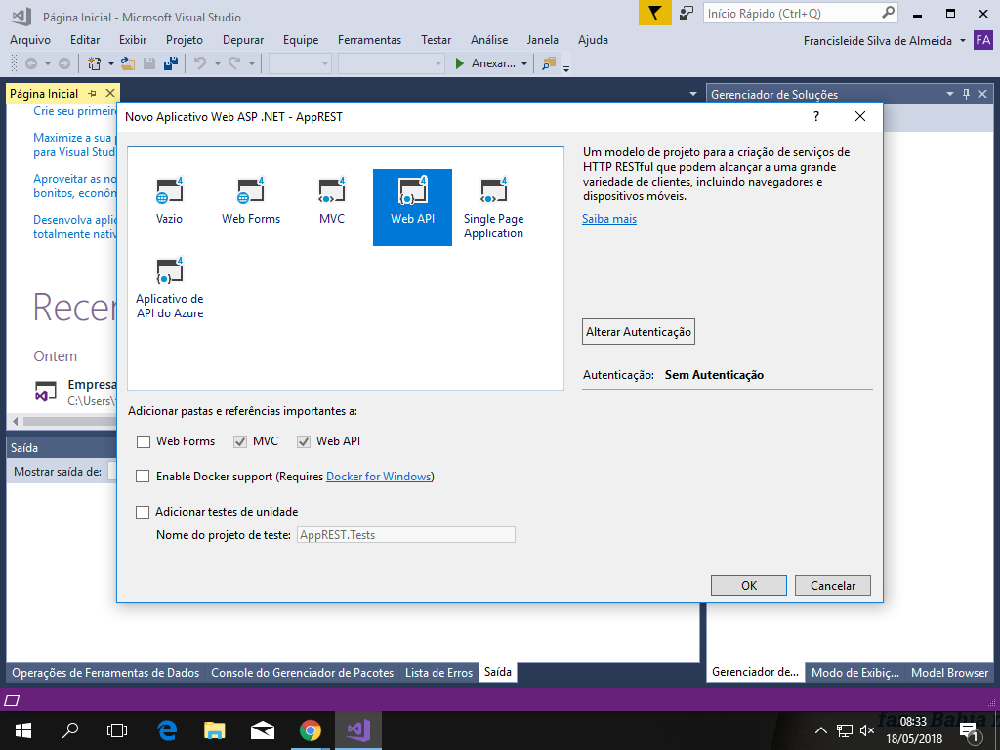 Página Inicial - Microsoft Visual Studio
Início Rápido (Ctrl+Q)
Arquivo Editar Exibir Projeto Depurar Equipe Ferramentas Testar Análise Janela Ajuda
Francisleide Silva de Almeida FA
Anexar...
Página Inicial
Gerenciador de Soluções
Crie seu primeiro
Maximize a sua p
para Visual Stud
Aproveitar as no
bonitos, econôn
Desenvolva aplic
totalmente nativ
Recen
Ontem
Empresa
C:\Users\
Novo Aplicativo Web ASP .NET - AppREST
?
4 4 4 4 4
Vazio
Web Forms
MVC
Web API
Single Page
Application
4
Aplicativo de
API do Azure
Um modelo de projeto para a criação de serviços de
HTTP RESTful que podem alcançar a uma grande
variedade de clientes, incluindo navegadores e
dispositivos móveis.
Saiba mais
Alterar Autenticação
Autenticação: Sem Autenticação
Adicionar pastas e referências importantes a:
Web Forms MVC Web API
Enable Docker support (Requires Docker for Windows)
Adicionar testes de unidade
Nome do projeto de teste: AppREST.Tests
OK Cancelar
Saída
Mostrar saída de:
Operações de Ferramentas de Dados Console do Gerenciador de Pacotes Lista de Erros Saída
Gerenciador de... Modo de Exibiç... Model Browser
08:33
18/05/2018
1